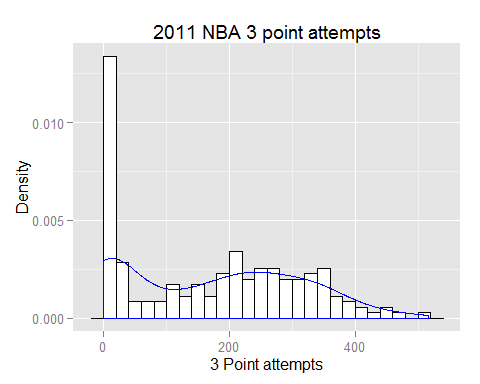 2011 NBA 3 point attempts
0.010
0.005
0.000
Density
0
200
400
3 Point attempts